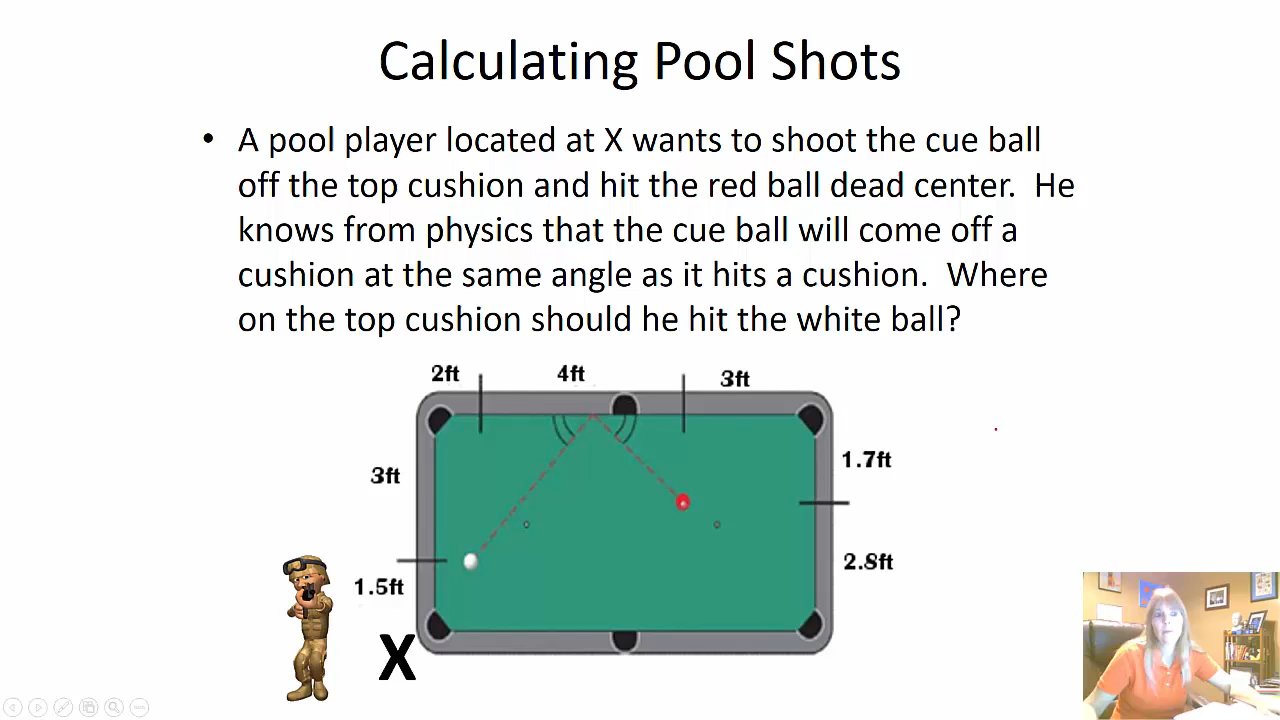 Calculating Pool Shots
• A pool player located at X wants to shoot the cue ball
off the top cushion and hit the red ball dead center. He
knows from physics that the cue ball will come off a
cushion at the same angle as it hits a cushion. Where
on the top cushion should he hit the white ball?
2ft 4ft 3ft
1.7ft
3ft
2.8ft
1.5ft
X